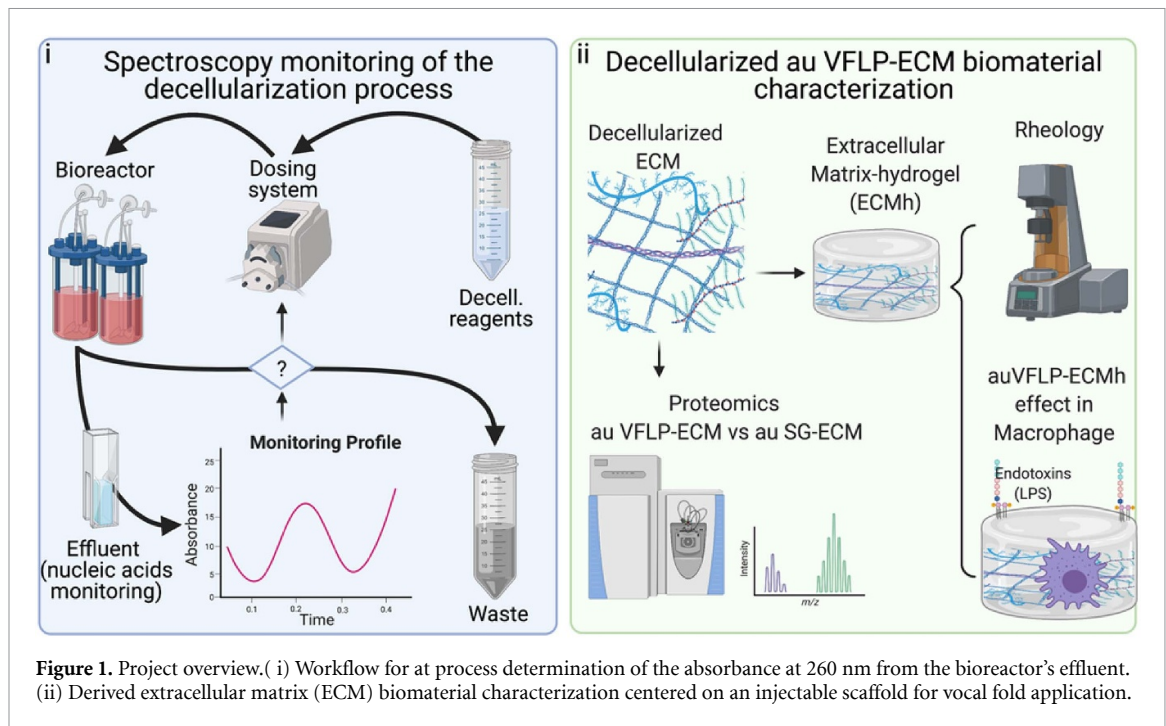 i
Spectroscopy monitoring of the
decellularization process
Bioreactor
Dosing
system
Decell.
reagents
?
Monitoring Profile
Absorbance
25
20
15
10
5
0
0.1
0.2
0.3
0.4
Time
Effluent
(nucleic acids
monitoring)
Waste
ii
Decellularized au VFLP-ECM biomaterial
characterization
Decellularized
ECM
Extracellular
Matrix-hydrogel
(ECMh)
Rheology
Proteomics
au VFLP-ECM vs au SG-ECM
Intensity
m/z
auVFLP-ECMh
effect in
Macrophage
Endotoxins
(LPS)
Figure 1. Project overview.( i) Workflow for at process determination of the absorbance at 260 nm from the bioreactor’s effluent.
(ii) Derived extracellular matrix (ECM) biomaterial characterization centered on an injectable scaffold for vocal fold application.